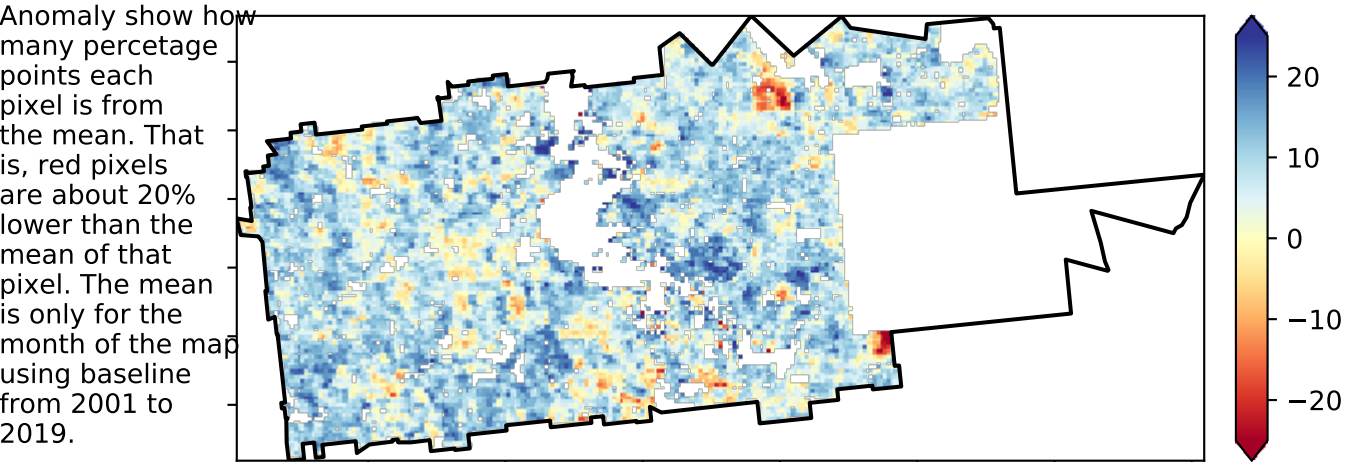 Anomaly show how
many percetage
points each
pixel is from
the mean. That
is, red pixels
are about 20%
lower than the
mean of that
pixel. The mean
is only for the
month of the map
using baseline
from 2001 to
2019.
20
10
0
−10
−20